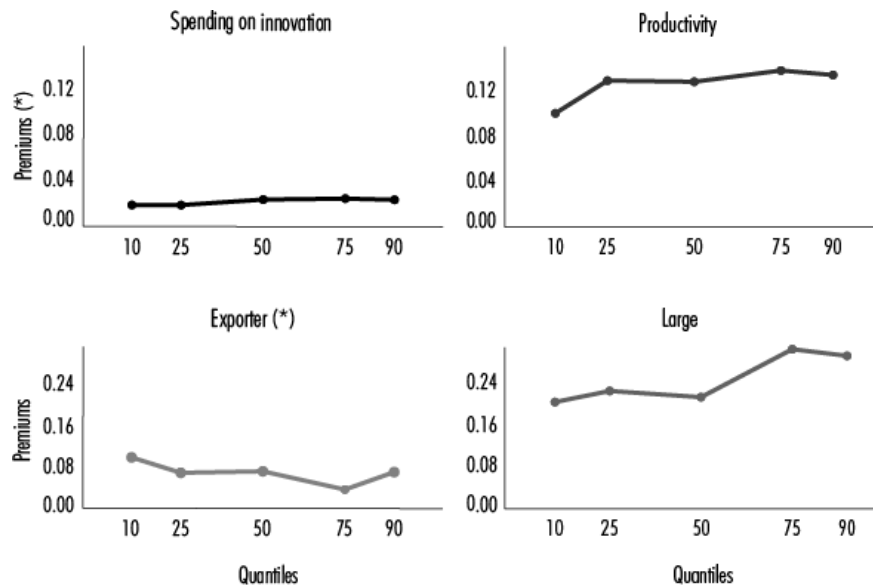 Spending on innovation
Productivity
Premiums (*)
0.12
0.08
0.04
0.00
10 25 50 75 90
0.12
0.08
0.04
0.00
10 25 50 75 90
Exporter (*)
Large
Premiums
0.24
0.16
0.08
0.00
10 25 50 75 90
Quantiles
0.24
0.16
0.08
0.00
10 25 50 75 90
Quantiles